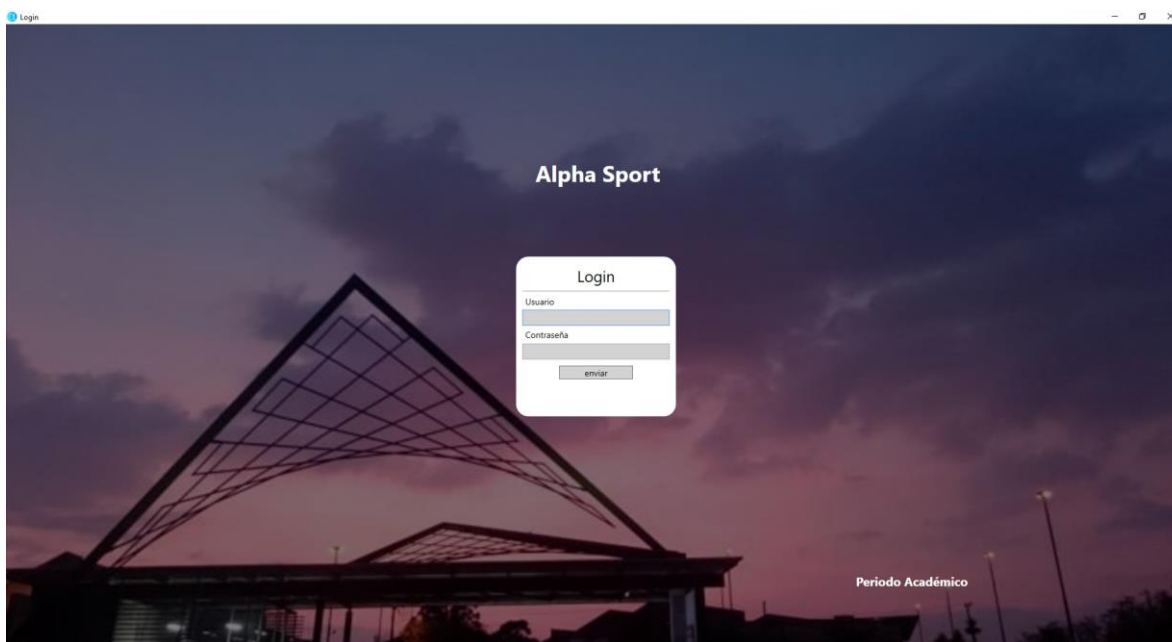 Login
Alpha Sport
Login
Usuario
Contraseña
enviar
Periodo Académico